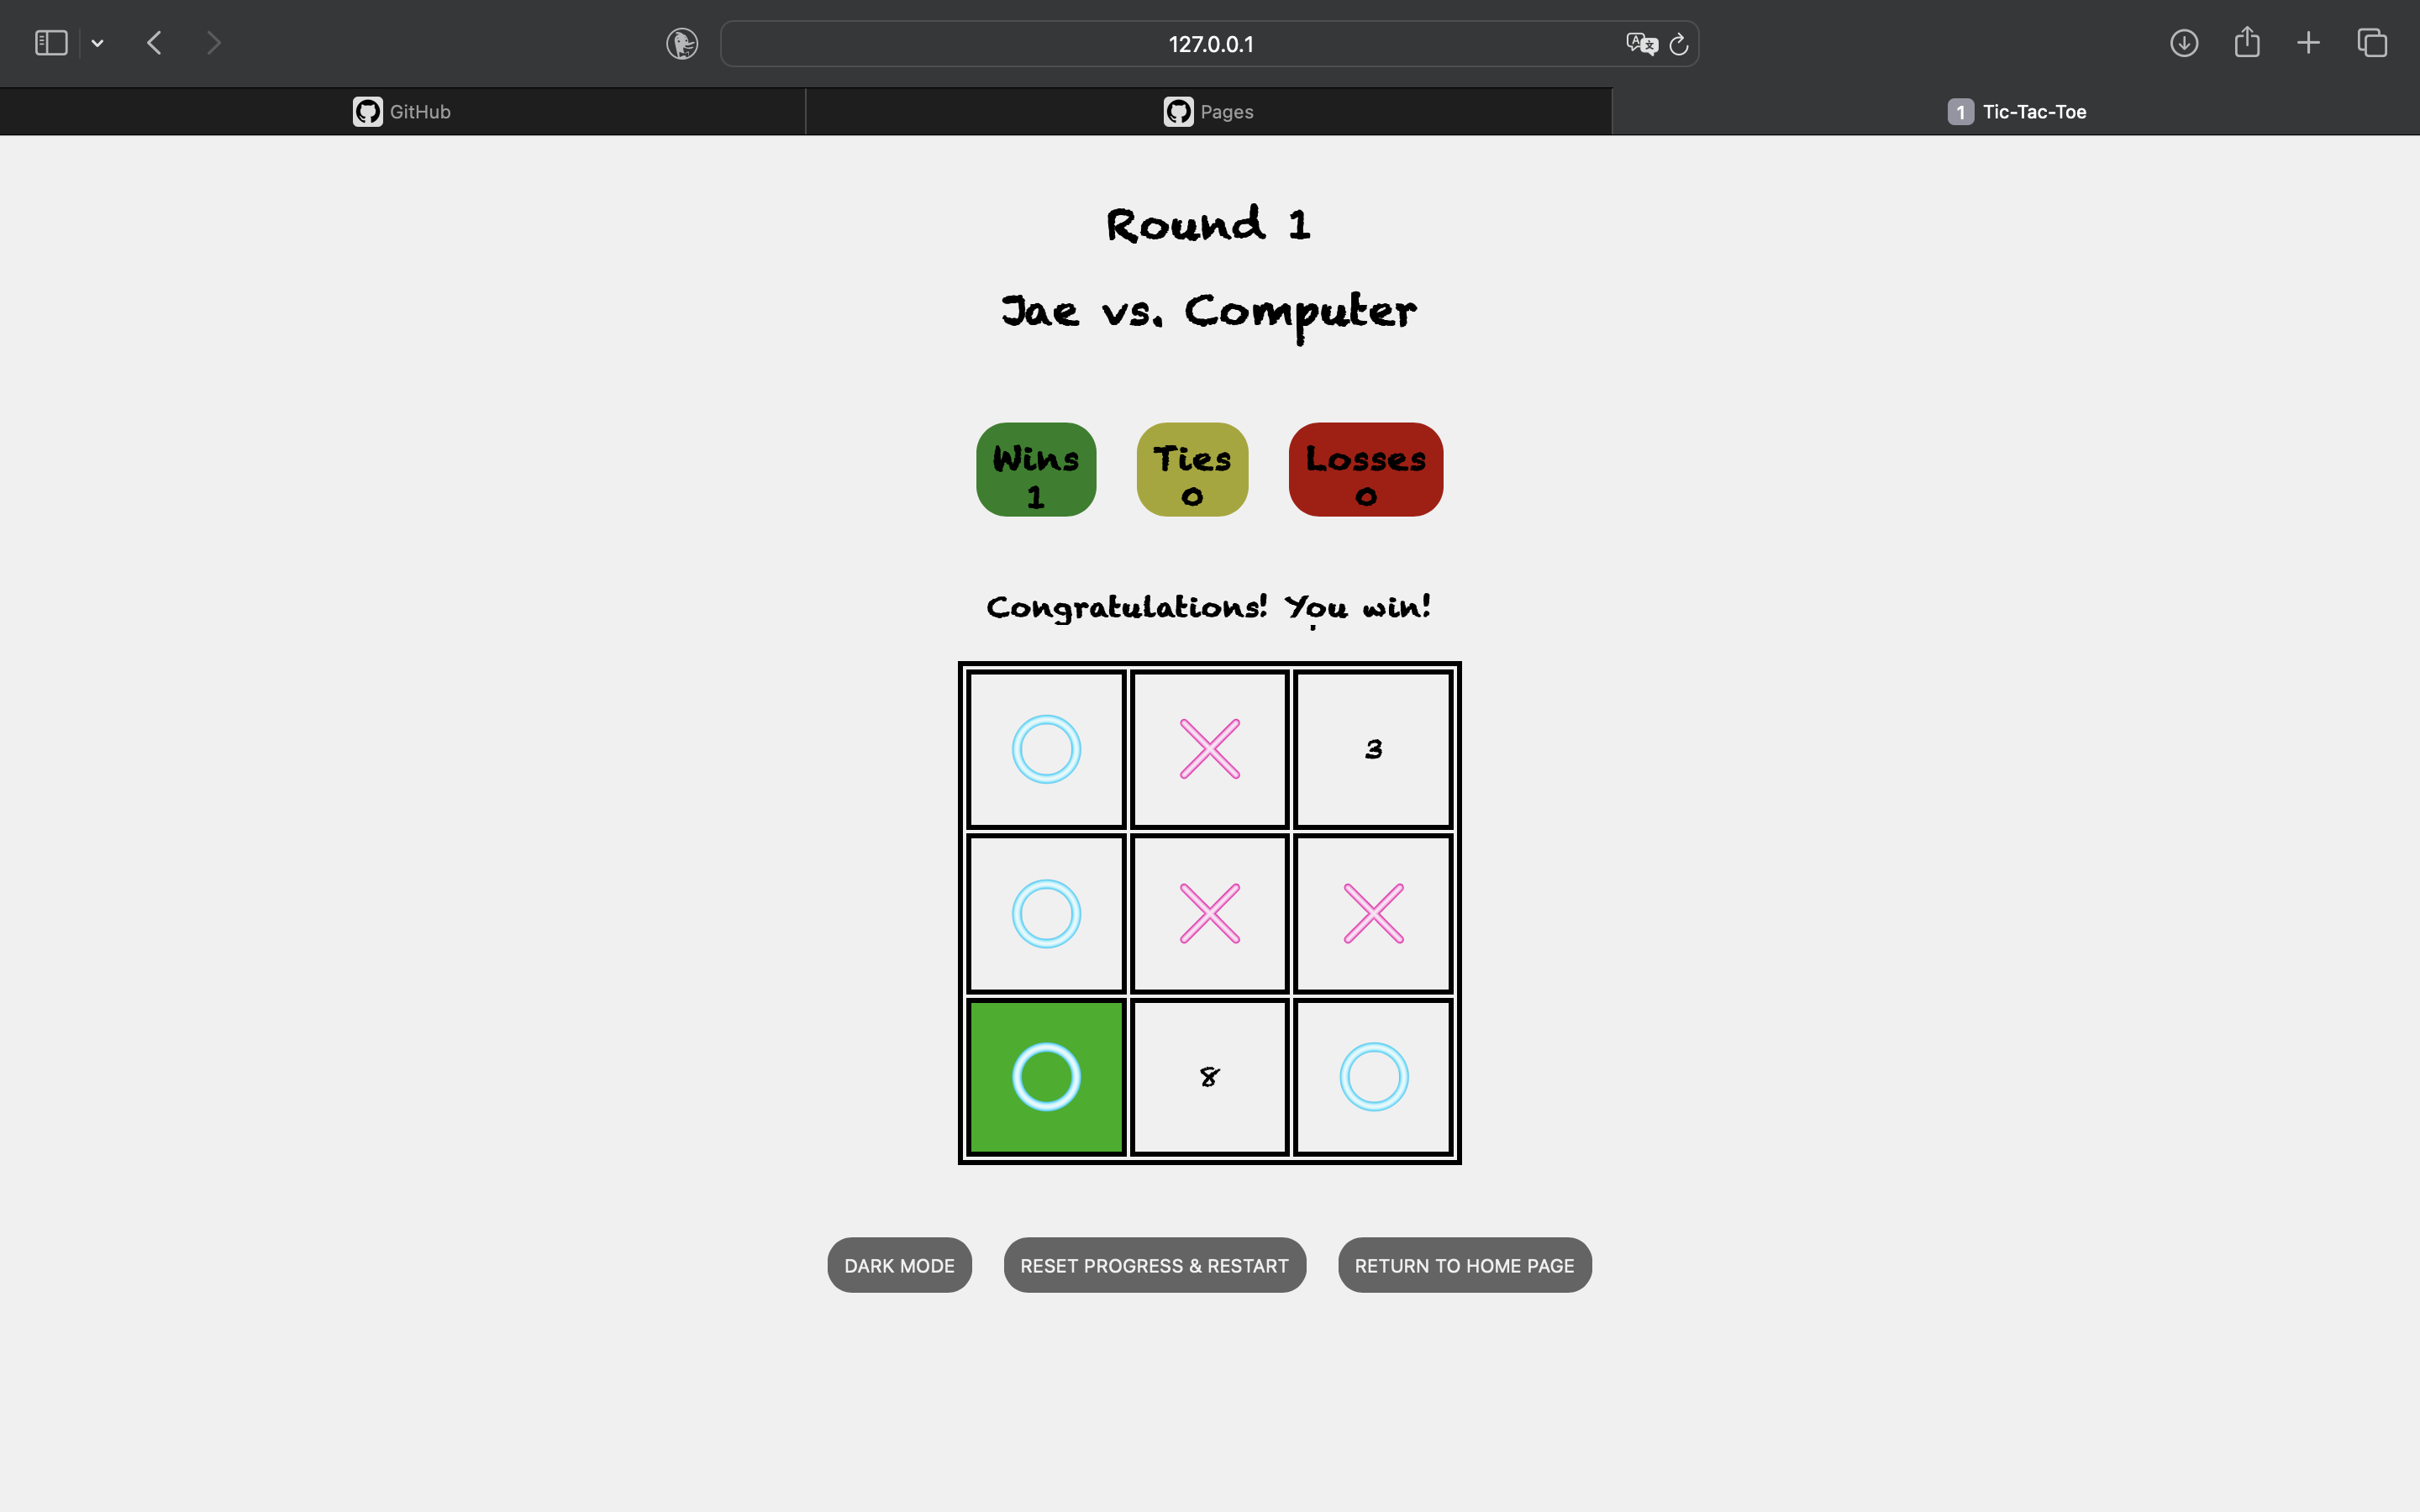 127.0.0.1
GitHub
Pages
1 Tic-Tac-Toe
Round 1
Jae vs. Computer
Wins
1
Ties
0
Losses
0
Congratulations! You win!
3
8
DARK MODE
RESET PROGRESS & RESTART
RETURN TO HOME PAGE